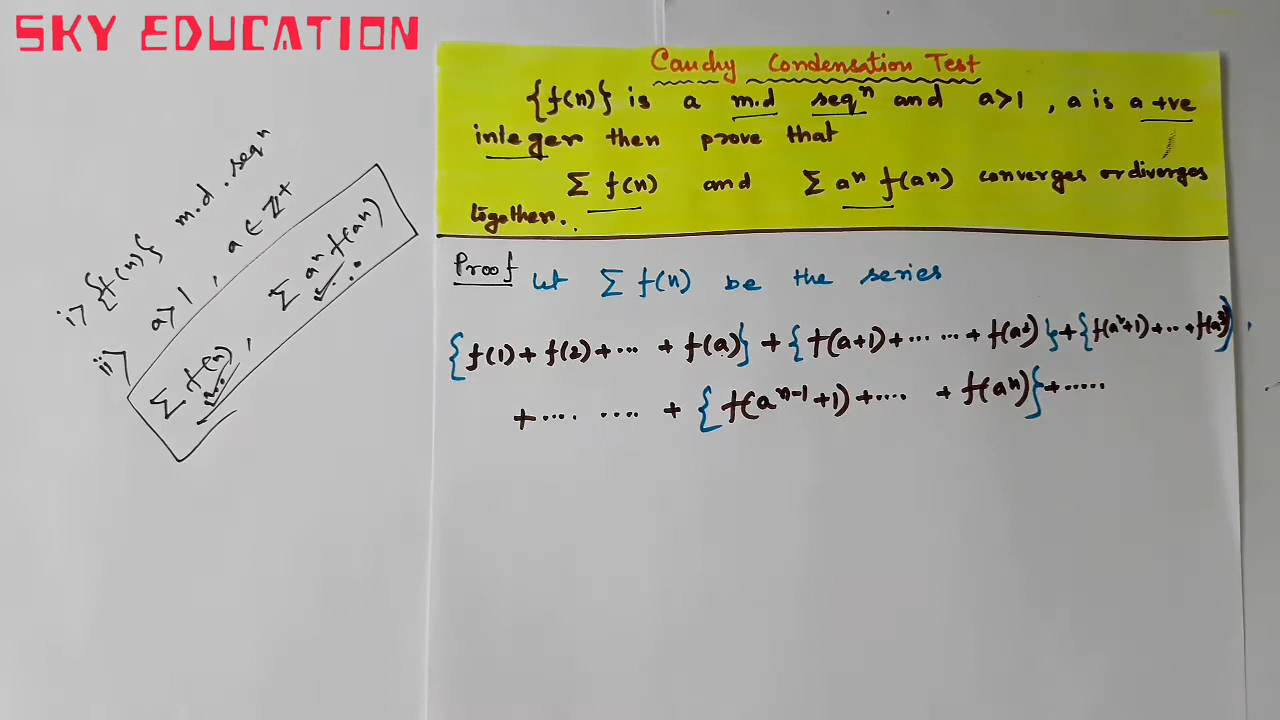 SKY EDUCATION
Cauchy Condensation Test
{f(n)} is a m.d seqⁿ and a>1, a is a +ve
integer then prove that
Σ f(n) and Σ aⁿ f(aⁿ) converges or diverges
together.
i> {f(n)} m.d. seqⁿ
ii> a>1, a ∈ Z+
Σ f(n), Σ aⁿ f(aⁿ)
Proof Let Σ f(n) be the series
{f(1)+f(2)+... + f(a)} + {f(a+1)+... ... + f(a²)}+{f(a²+1)+...+f(a³)}
+.... .... + {f(aⁿ⁻¹+1)+.... + f(aⁿ)}+.....